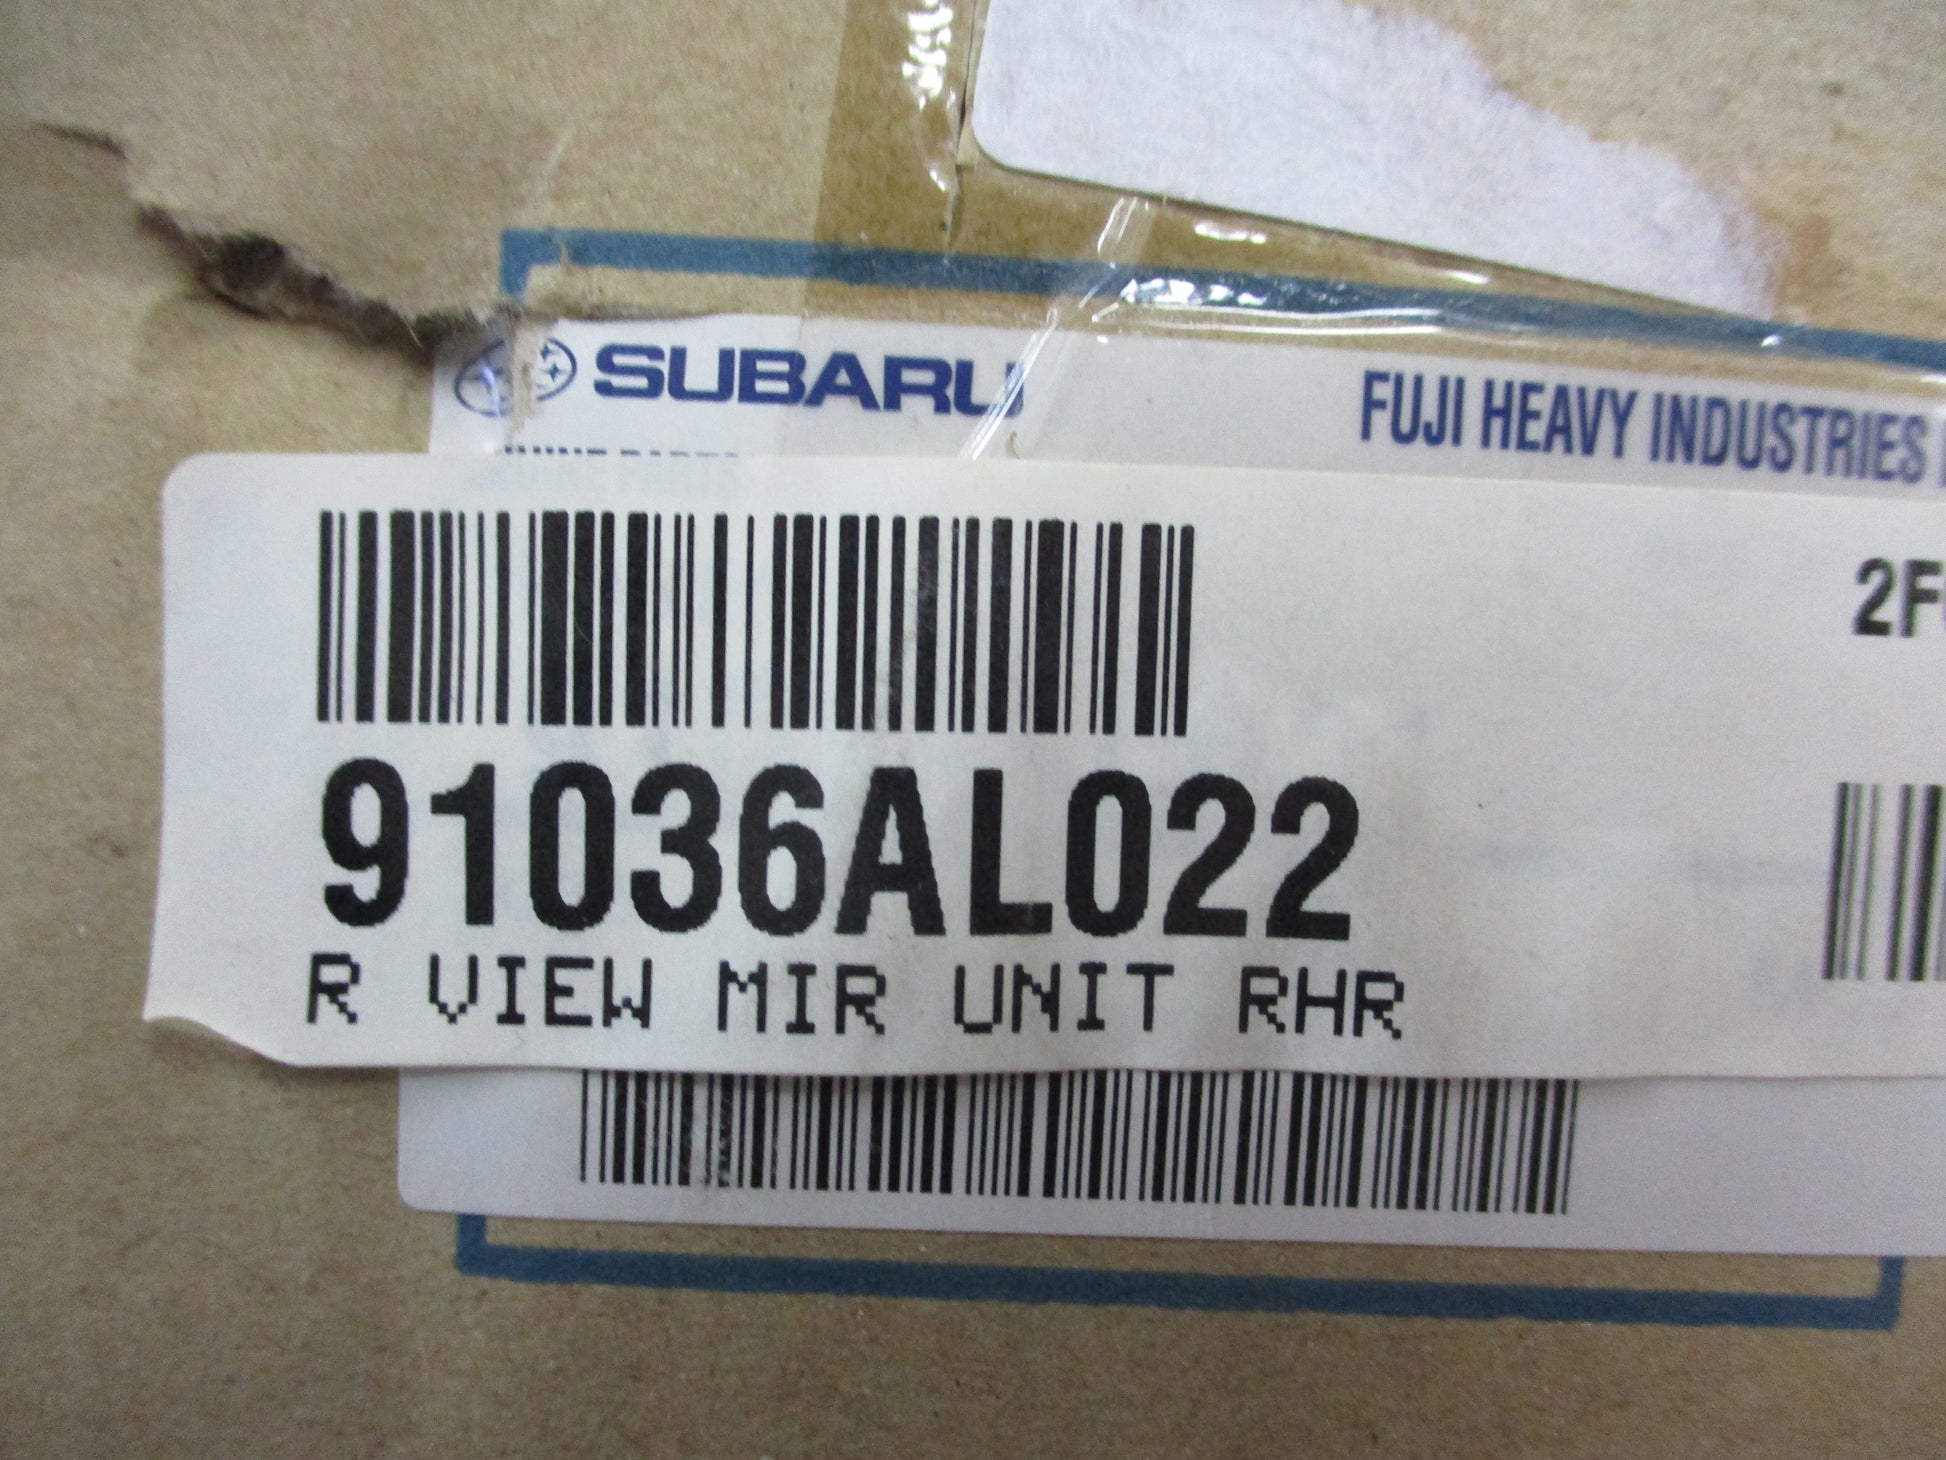 SUBARU
FUJI HEAVY INDUSTRIES
91036AL022
R VIEW MIR UNIT RHR